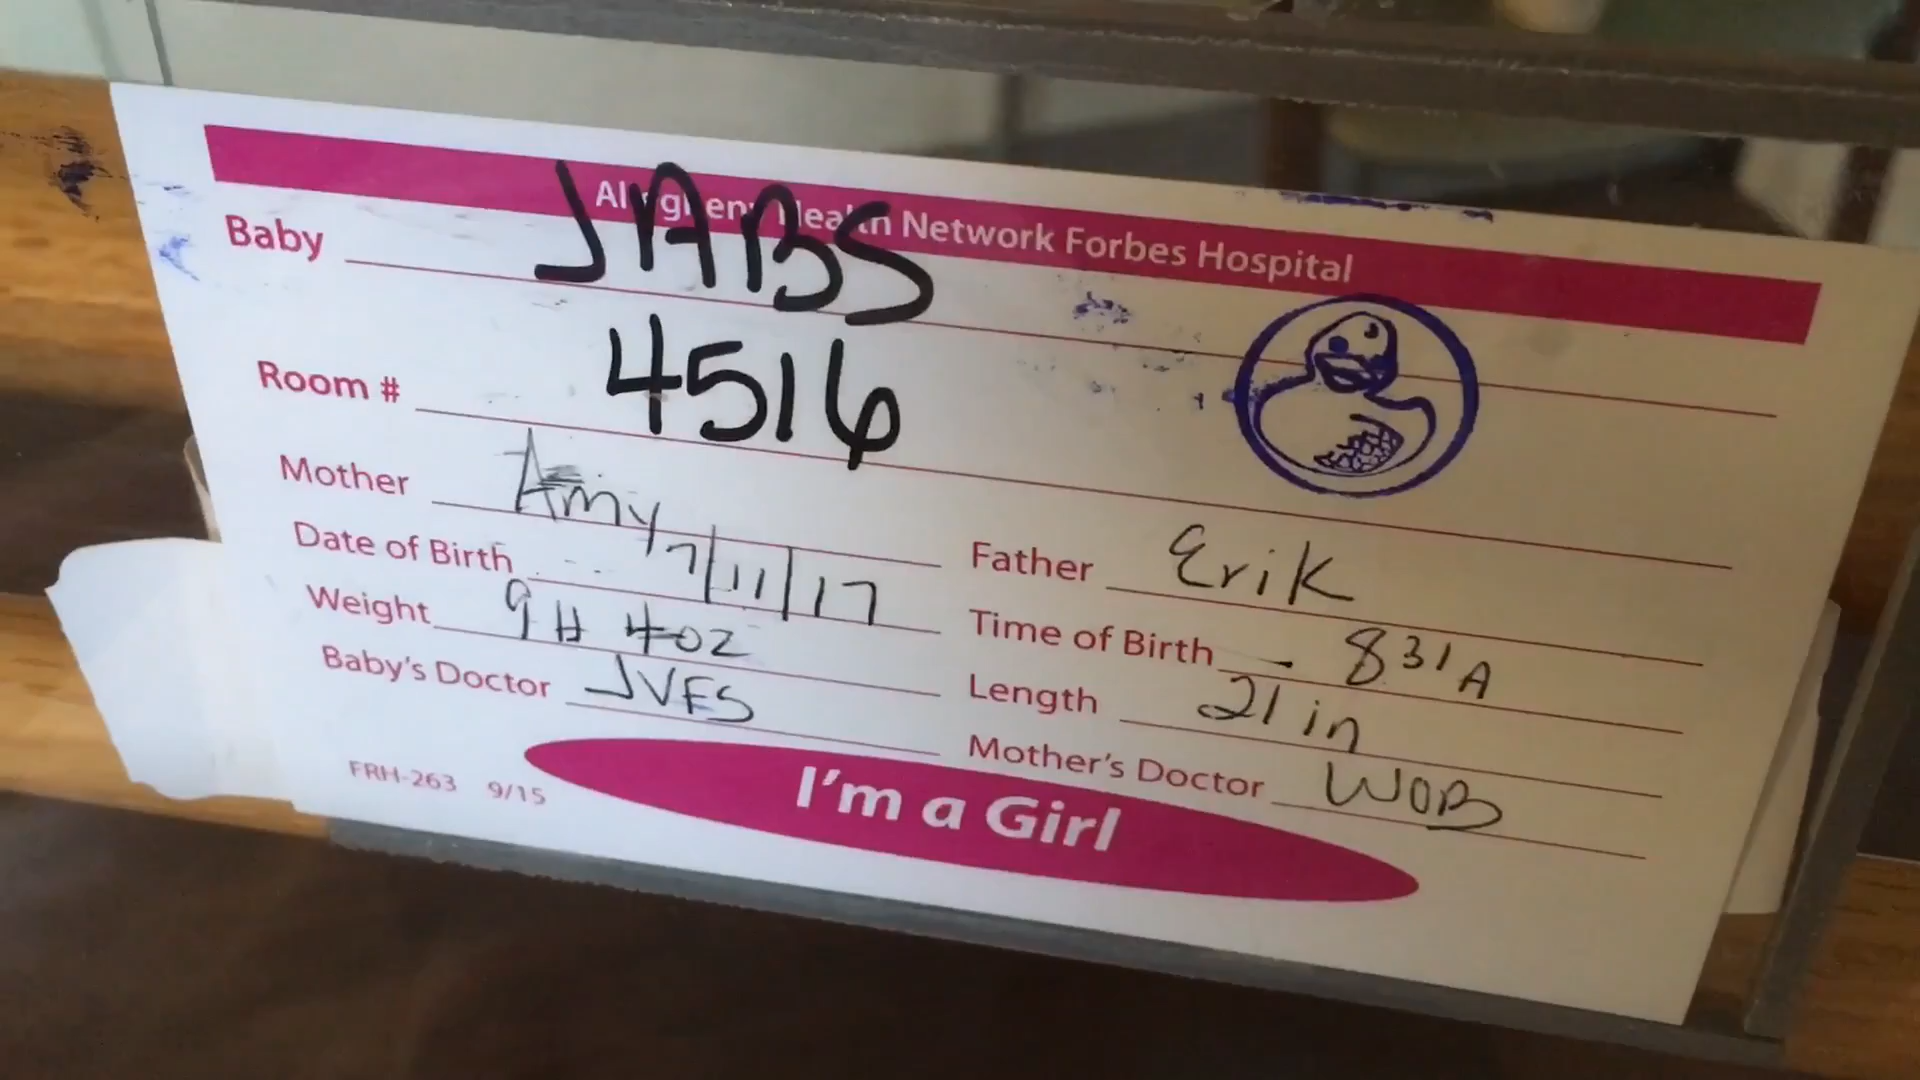 Allegheny Health Network Forbes Hospital
Baby JABS
Room # 4516
Mother Amy
Father Erik
Date of Birth 7/11/17
Time of Birth 831A
Weight 9# 4oz
Length 21 in
Baby's Doctor JVFS
Mother's Doctor WOB
FRH-263 9/15
I'm a Girl